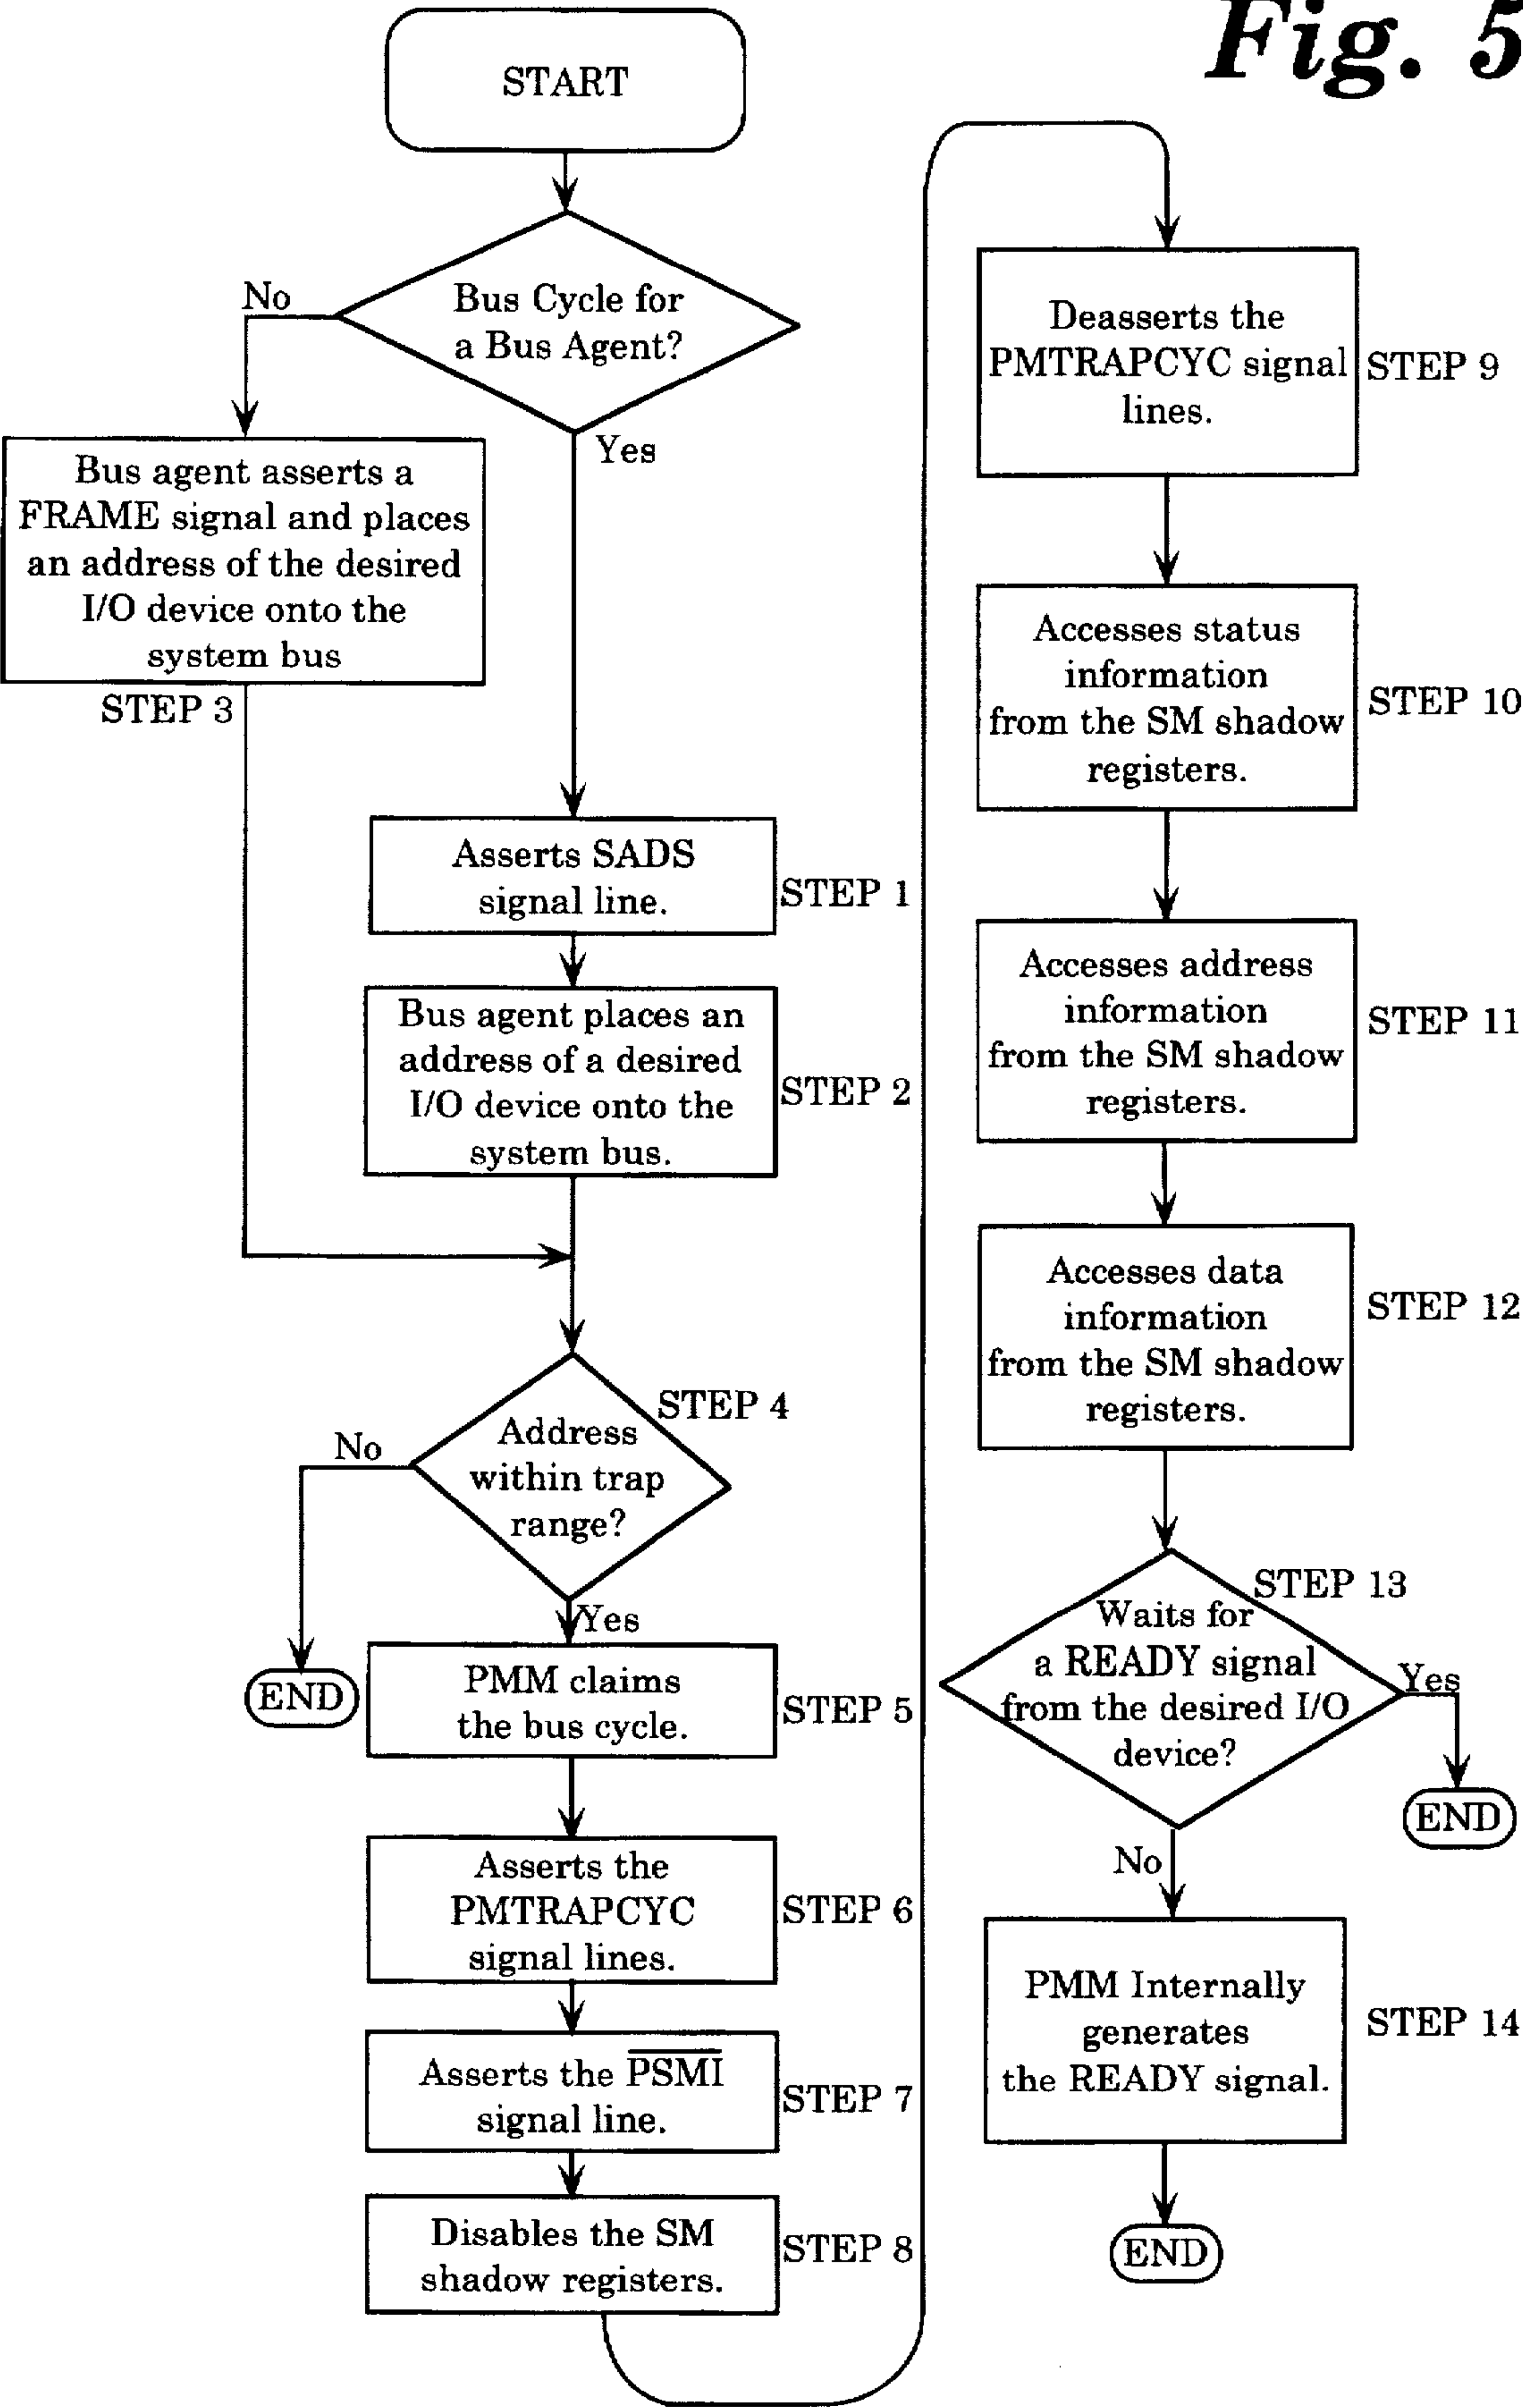 Fig. 5
START
Bus Cycle for
a Bus Agent?
No
Yes
Bus agent asserts a
FRAME signal and places
an address of the desired
I/O device onto the
system bus
STEP 3
Asserts SADS
signal line.
STEP 1
Bus agent places an
address of a desired
I/O device onto the
system bus.
STEP 2
STEP 4
Address
within trap
range?
No
Yes
END
PMM claims
the bus cycle.
STEP 5
Asserts the
PMTRAPCYC
signal lines.
STEP 6
Asserts the P̅S̅M̅I̅
signal line.
STEP 7
Disables the SM
shadow registers.
STEP 8
Deasserts the
PMTRAPCYC signal
lines.
STEP 9
Accesses status
information
from the SM shadow
registers.
STEP 10
Accesses address
information
from the SM shadow
registers.
STEP 11
Accesses data
information
from the SM shadow
registers.
STEP 12
STEP 13
Waits for
a READY signal
from the desired I/O
device?
Yes
END
No
PMM Internally
generates
the READY signal.
STEP 14
END